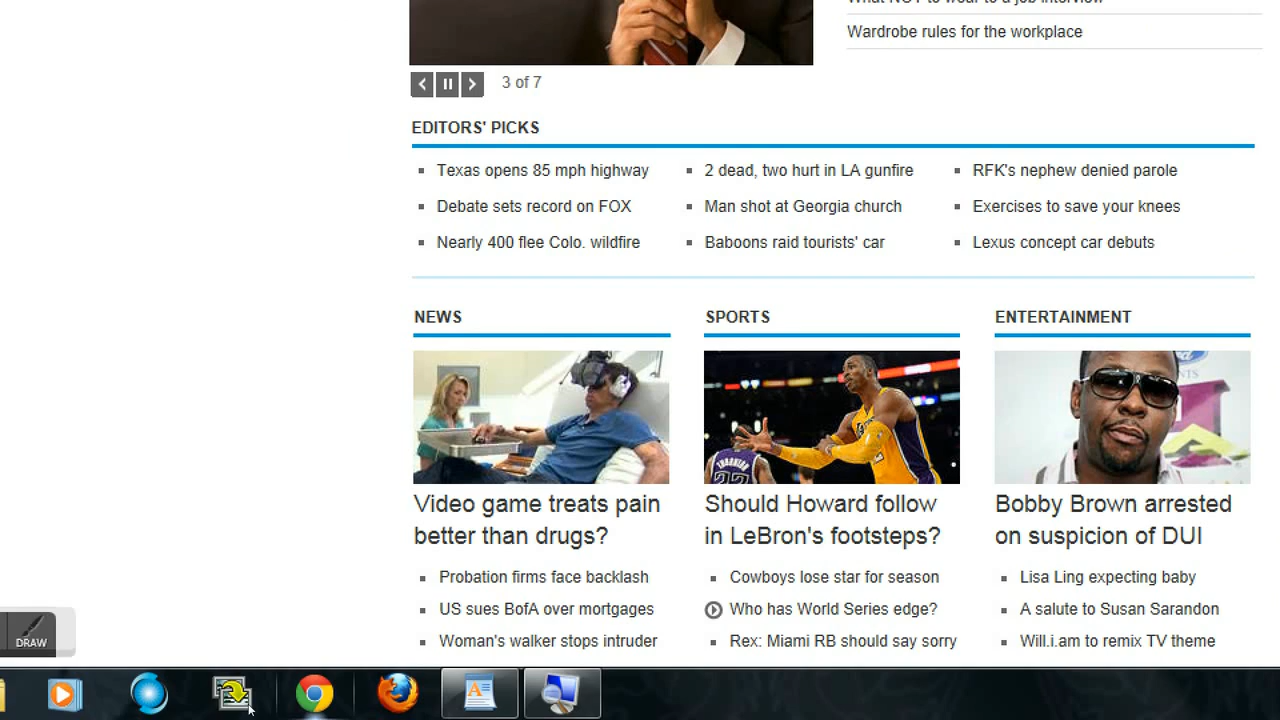 Wardrobe rules for the workplace
3 of 7
EDITORS' PICKS
Texas opens 85 mph highway
2 dead, two hurt in LA gunfire
RFK's nephew denied parole
Debate sets record on FOX
Man shot at Georgia church
Exercises to save your knees
Nearly 400 flee Colo. wildfire
Baboons raid tourists' car
Lexus concept car debuts
NEWS
SPORTS
ENTERTAINMENT
Video game treats pain
better than drugs?
Should Howard follow
in LeBron's footsteps?
Bobby Brown arrested
on suspicion of DUI
Probation firms face backlash
Cowboys lose star for season
Lisa Ling expecting baby
US sues BofA over mortgages
Who has World Series edge?
A salute to Susan Sarandon
Woman's walker stops intruder
Rex: Miami RB should say sorry
Will.i.am to remix TV theme
DRAW